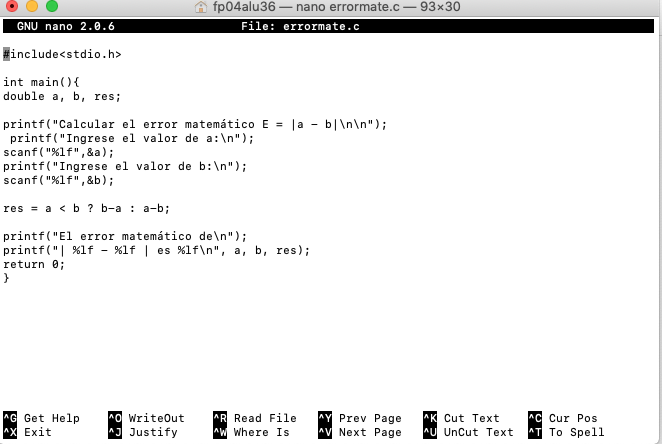 fp04alu36 — nano errormate.c — 93×30
GNU nano 2.0.6 File: errormate.c
#include<stdio.h>
int main(){
double a, b, res;
printf("Calcular el error matemático E = |a - b|\n\n");
printf("Ingrese el valor de a:\n");
scanf("%lf",&a);
printf("Ingrese el valor de b:\n");
scanf("%lf",&b);
res = a < b ? b-a : a-b;
printf("El error matemático de\n");
printf("| %lf - %lf | es %lf\n", a, b, res);
return 0;
}
^G Get Help ^O WriteOut ^R Read File ^Y Prev Page ^K Cut Text ^C Cur Pos
^X Exit ^J Justify ^W Where Is ^V Next Page ^U UnCut Text ^T To Spell